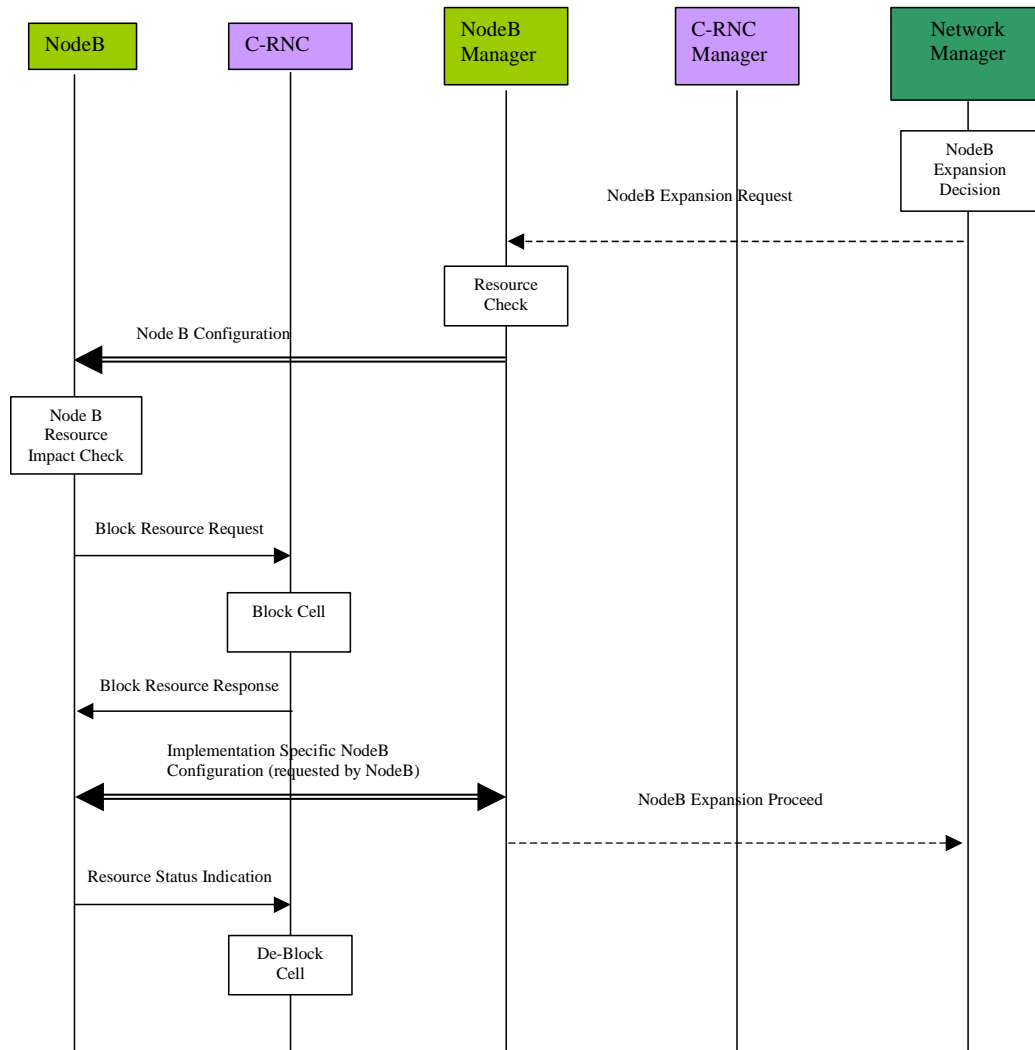 NodeB
C-RNC
NodeB
Manager
C-RNC
Manager
Network
Manager
NodeB
Expansion
Decision
NodeB Expansion Request
Resource
Check
Node B Configuration
Node B
Resource
Impact Check
Block Resource Request
Block Cell
Block Resource Response
Implementation Specific NodeB
Configuration (requested by NodeB)
NodeB Expansion Proceed
Resource Status Indication
De-Block
Cell